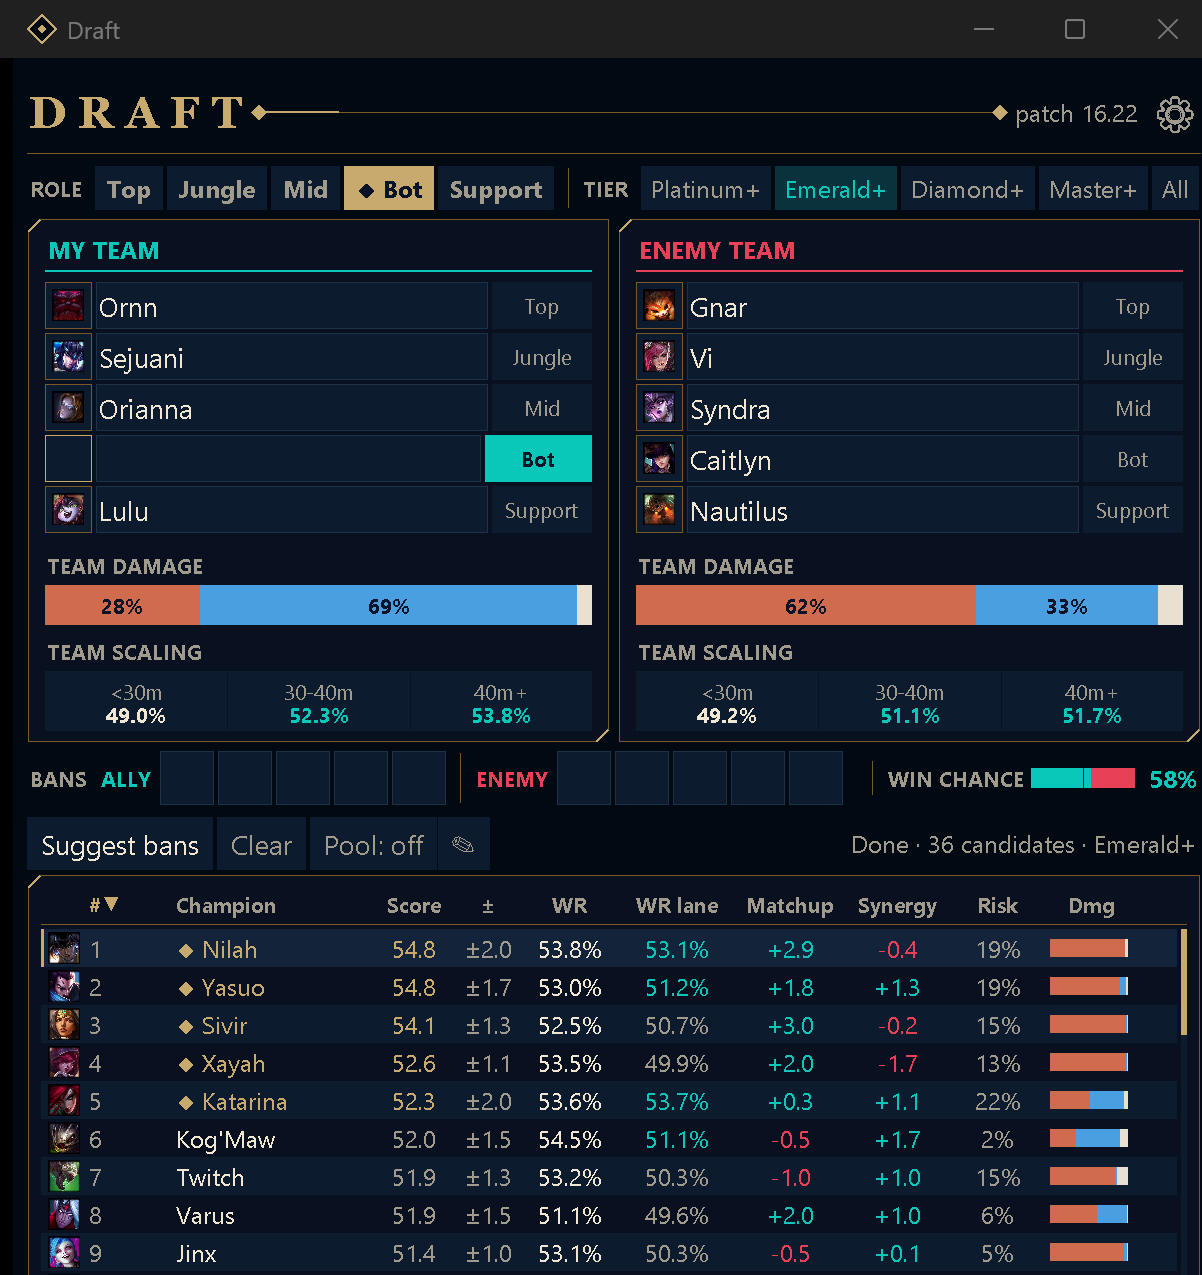 Draft
DRAFT patch 16.22
ROLE Top Jungle Mid ◆ Bot Support TIER Platinum+ Emerald+ Diamond+ Master+ All
MY TEAM
Ornn Top
Sejuani Jungle
Orianna Mid
Bot
Lulu Support
TEAM DAMAGE
28% 69%
TEAM SCALING
<30m 30-40m 40m+
49.0% 52.3% 53.8%
ENEMY TEAM
Gnar Top
Vi Jungle
Syndra Mid
Caitlyn Bot
Nautilus Support
TEAM DAMAGE
62% 33%
TEAM SCALING
<30m 30-40m 40m+
49.2% 51.1% 51.7%
BANS ALLY ENEMY WIN CHANCE 58%
Suggest bans Clear Pool: off ✎ Done · 36 candidates · Emerald+
#▼ Champion Score ± WR WR lane Matchup Synergy Risk Dmg
1 ◆ Nilah 54.8 ±2.0 53.8% 53.1% +2.9 -0.4 19%
2 ◆ Yasuo 54.8 ±1.7 53.0% 51.2% +1.8 +1.3 19%
3 ◆ Sivir 54.1 ±1.3 52.5% 50.7% +3.0 -0.2 15%
4 ◆ Xayah 52.6 ±1.1 53.5% 49.9% +2.0 -1.7 13%
5 ◆ Katarina 52.3 ±2.0 53.6% 53.7% +0.3 +1.1 22%
6 Kog'Maw 52.0 ±1.5 54.5% 51.1% -0.5 +1.7 2%
7 Twitch 51.9 ±1.3 53.2% 50.3% -1.0 +1.0 15%
8 Varus 51.9 ±1.5 51.1% 49.6% +2.0 +1.0 6%
9 Jinx 51.4 ±1.0 53.1% 50.3% -0.5 +0.1 5%